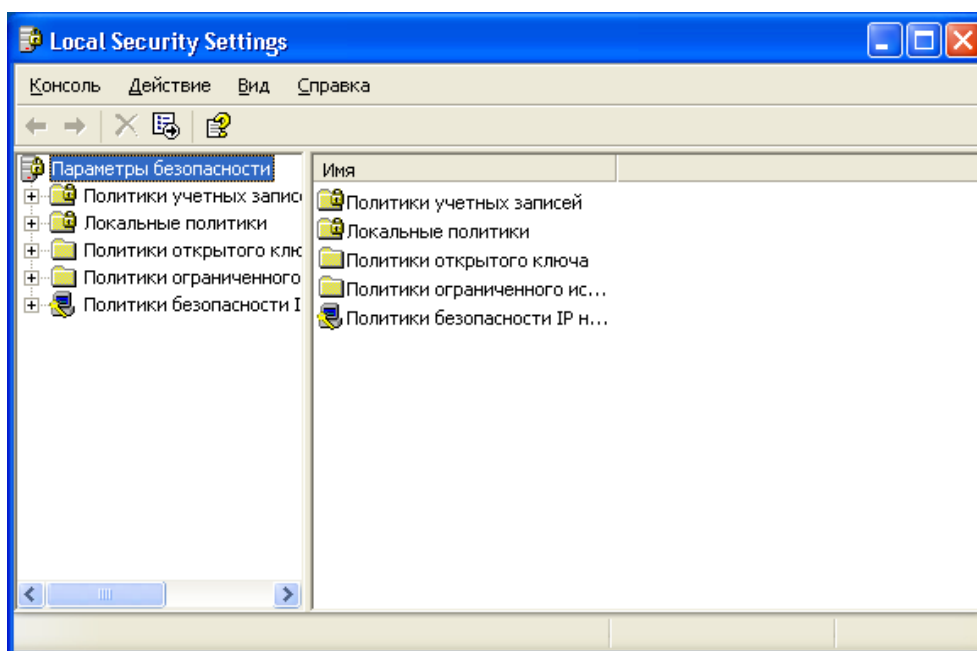 Local Security Settings
Консоль Действие Вид Справка
Параметры безопасности
Политики учетных запис
Локальные политики
Политики открытого клю
Политики ограниченного
Политики безопасности I
Имя
Политики учетных записей
Локальные политики
Политики открытого ключа
Политики ограниченного ис...
Политики безопасности IP н...